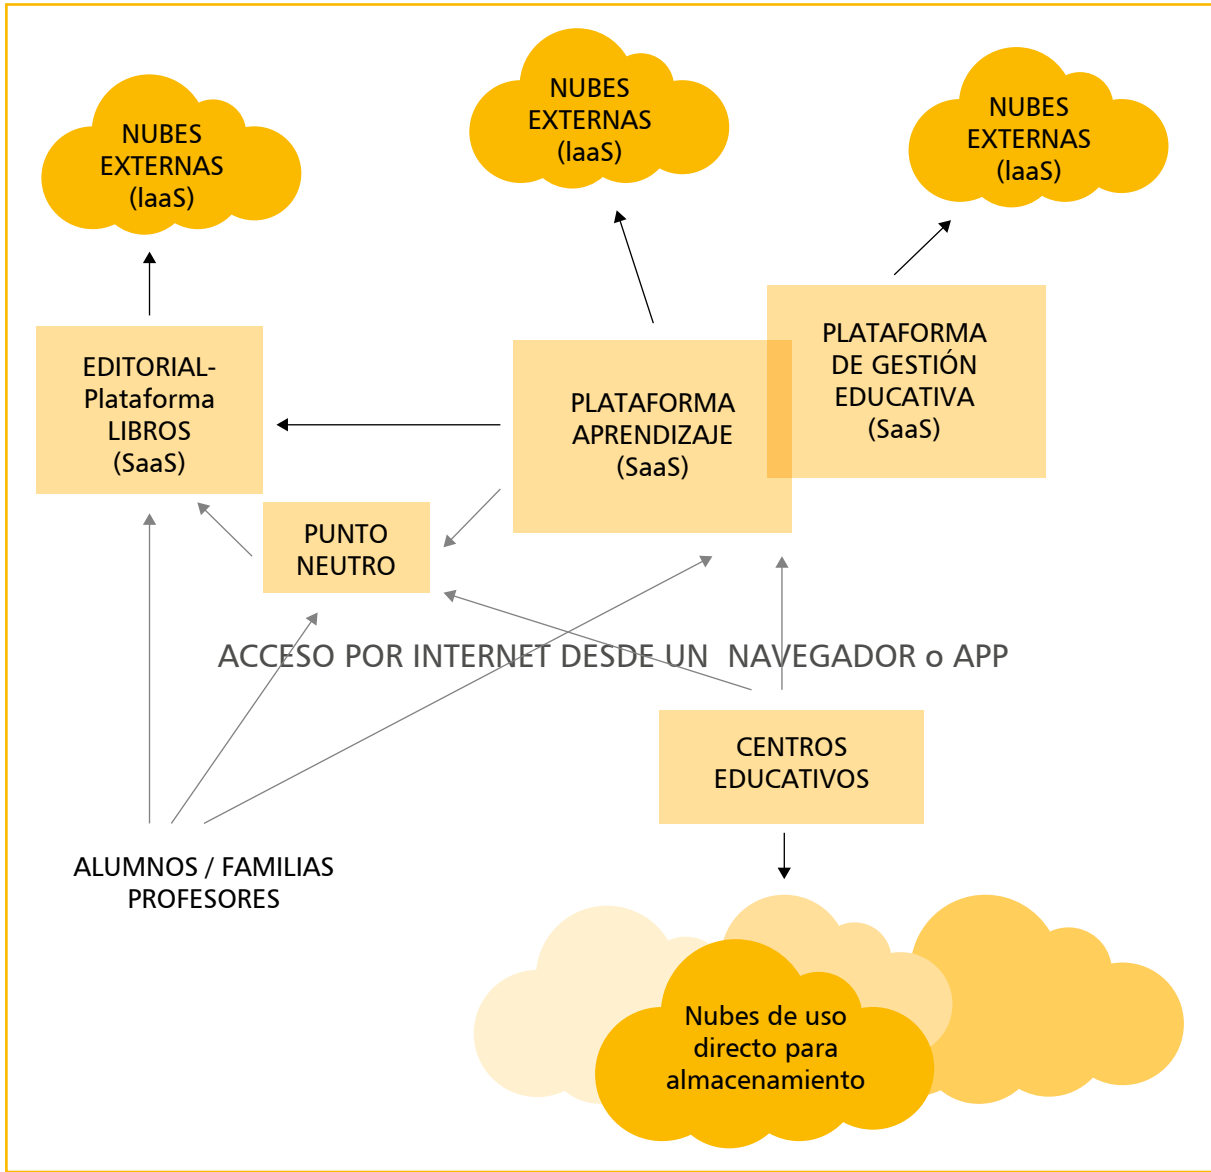 NUBES
EXTERNAS
(IaaS)
NUBES
EXTERNAS
(IaaS)
NUBES
EXTERNAS
(IaaS)
EDITORIAL-
Plataforma
LIBROS
(SaaS)
PLATAFORMA
APRENDIZAJE
(SaaS)
PLATAFORMA
DE GESTIÓN
EDUCATIVA
(SaaS)
PUNTO
NEUTRO
ACCESO POR INTERNET DESDE UN NAVEGADOR o APP
CENTROS
EDUCATIVOS
ALUMNOS / FAMILIAS
PROFESORES
Nubes de uso
directo para
almacenamiento